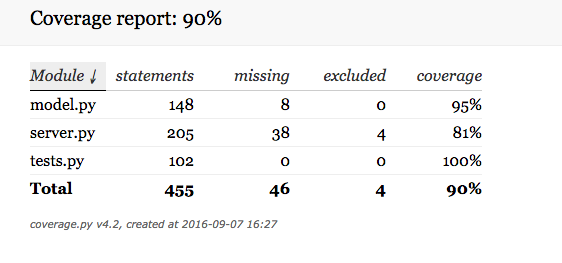 Coverage report: 90%
Module ↓ statements missing excluded coverage
model.py 148 8 0 95%
server.py 205 38 4 81%
tests.py 102 0 0 100%
Total 455 46 4 90%
coverage.py v4.2, created at 2016-09-07 16:27